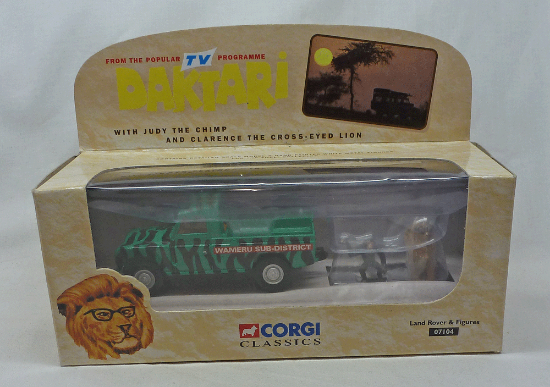 FROM THE POPULAR TV PROGRAMME
DAKTARI
WITH JUDY THE CHIMP
AND CLARENCE THE CROSS-EYED LION
WAMERU SUB-DISTRICT
CORGI
CLASSICS
Land Rover & Figures
07104